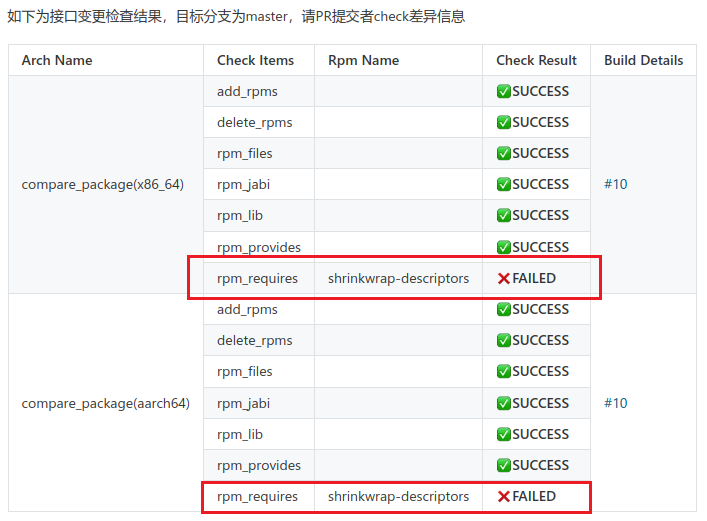 如下为接口变更检查结果，目标分支为master，请PR提交者check差异信息
Arch Name Check Items Rpm Name Check Result Build Details
add_rpms ✅SUCCESS
delete_rpms ✅SUCCESS
rpm_files ✅SUCCESS
compare_package(x86_64) rpm_jabi ✅SUCCESS #10
rpm_lib ✅SUCCESS
rpm_provides ✅SUCCESS
rpm_requires shrinkwrap-descriptors ❌FAILED
add_rpms ✅SUCCESS
delete_rpms ✅SUCCESS
rpm_files ✅SUCCESS
compare_package(aarch64) rpm_jabi ✅SUCCESS #10
rpm_lib ✅SUCCESS
rpm_provides ✅SUCCESS
rpm_requires shrinkwrap-descriptors ❌FAILED